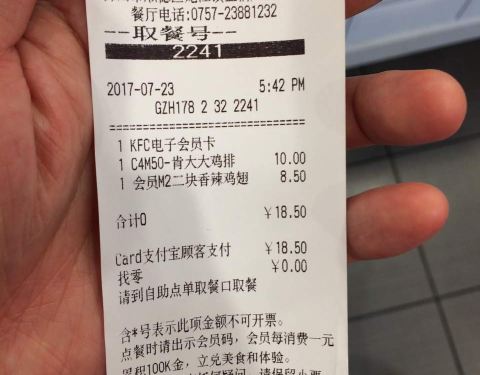 餐厅电话:0757-23881232
--取餐号--
2241
2017-07-23 5:42 PM
GZH178 2 32 2241
1 KFC电子会员卡
1 C4M50-肯大大鸡排 10.00
1 会员M2二块香辣鸡翅 8.50
合计0 ¥18.50
Card支付宝顾客支付 ¥18.50
找零 ¥0.00
请到自助点单取餐口取餐
含*号表示此项金额不可开票。
点餐时请出示会员码，会员每消费一元
累积100K金，立兑美食和体验。
请保留小票